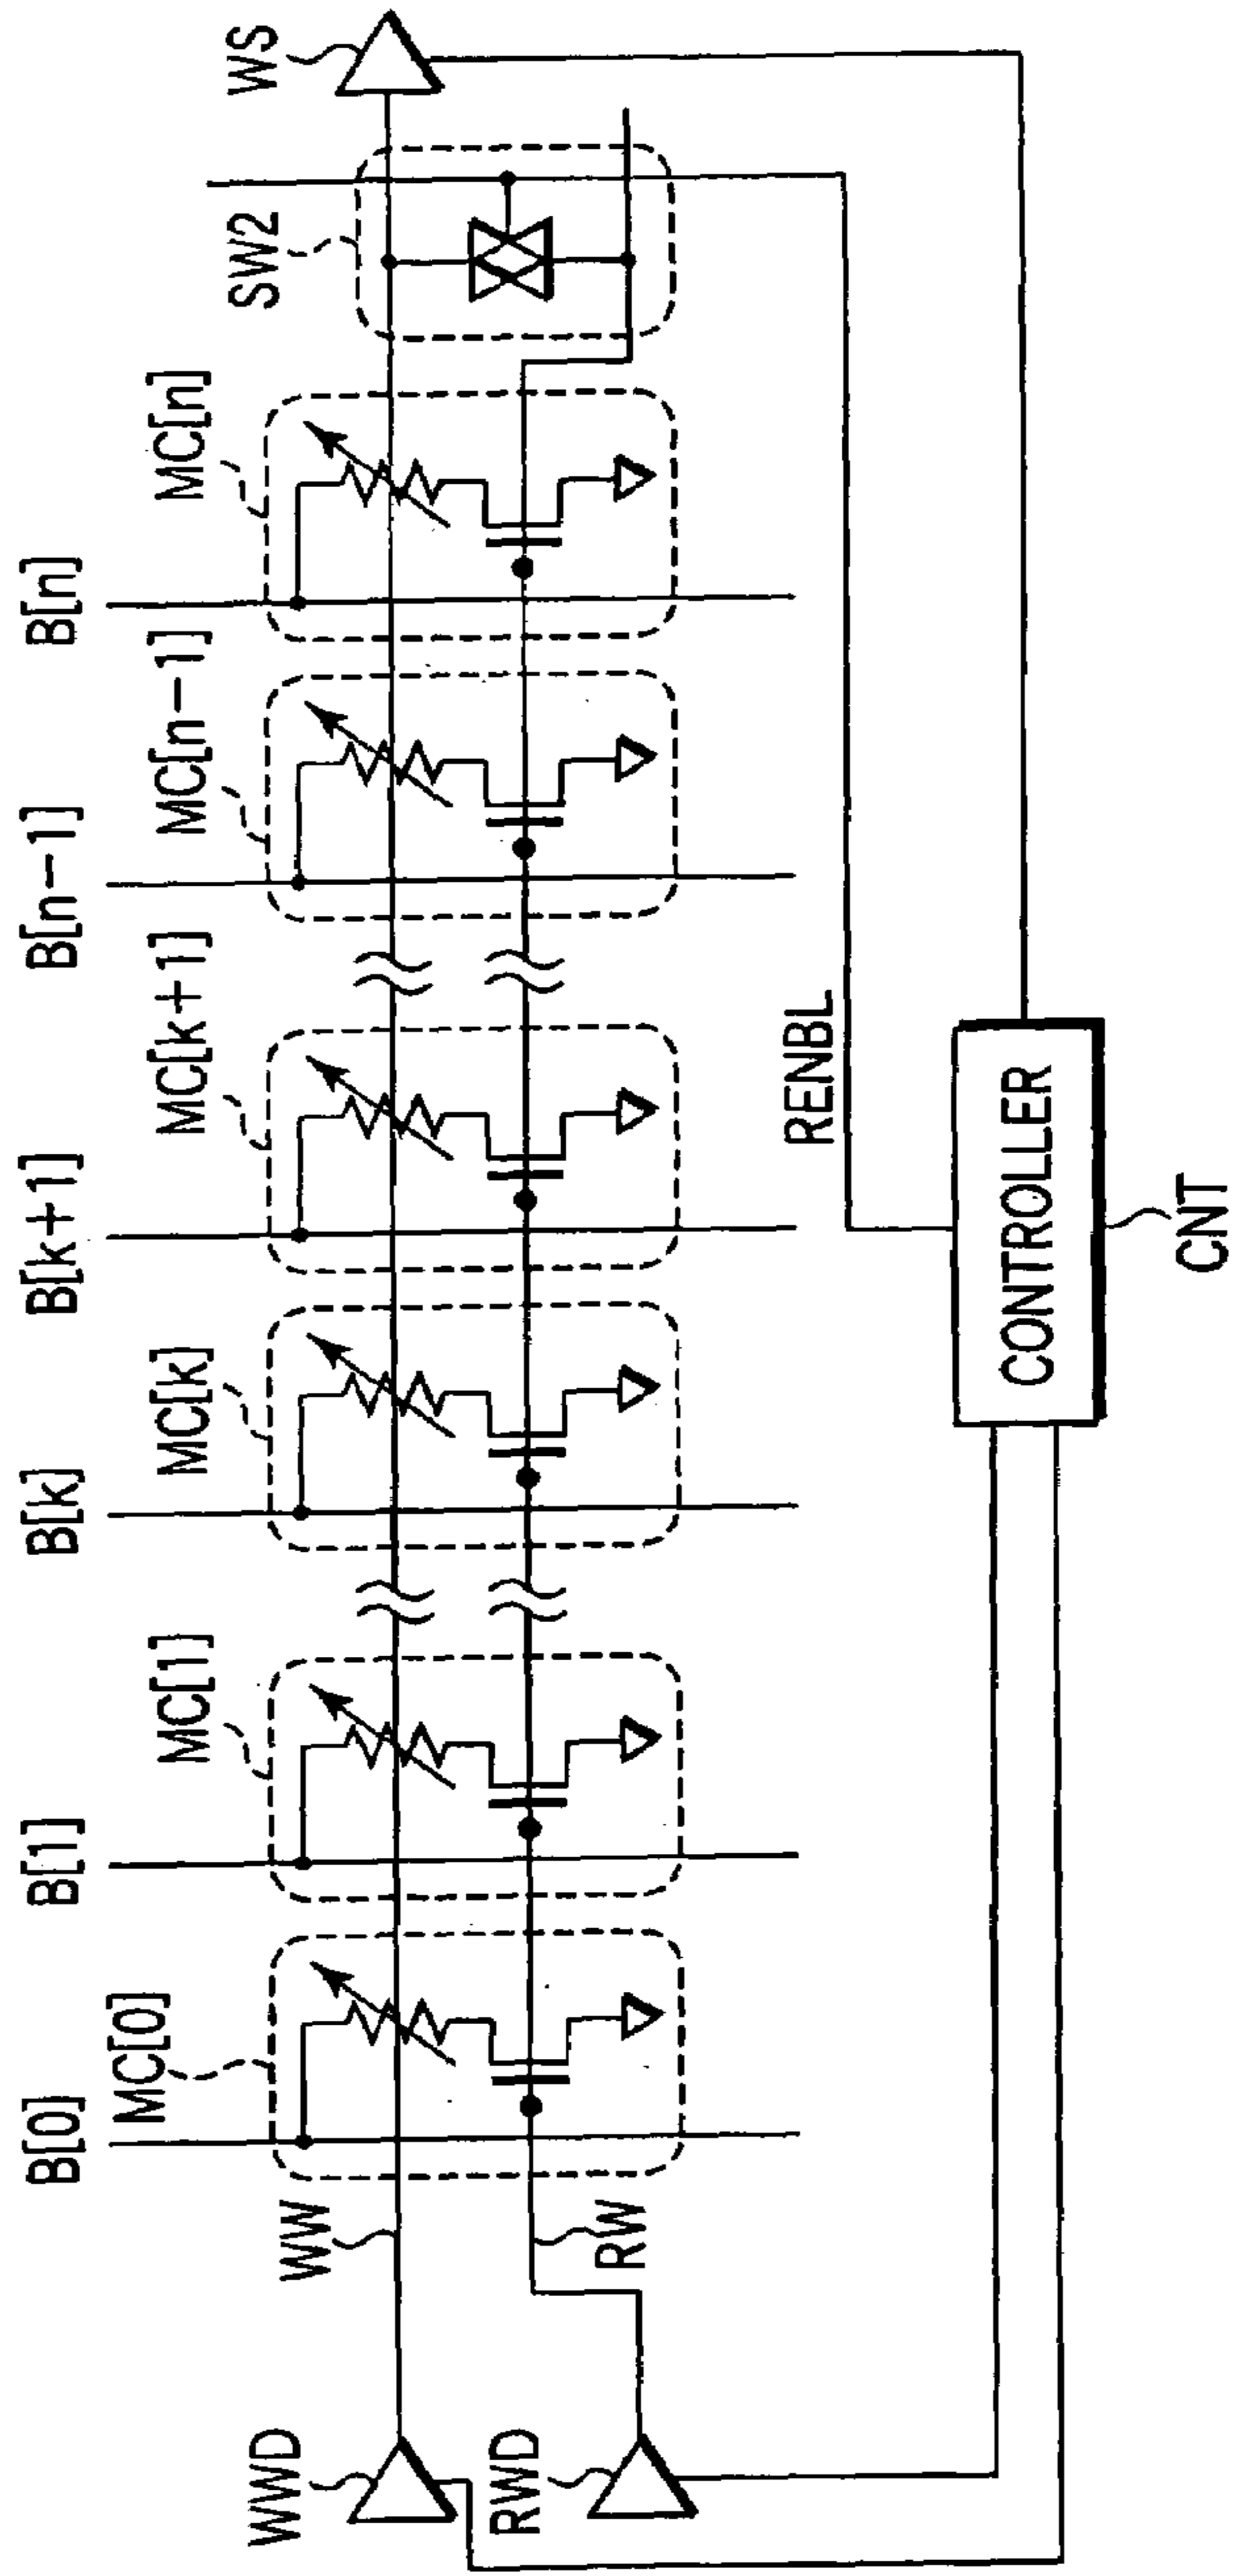 B[0]
B[1]
B[k]
B[k+1]
B[n-1]
B[n]
MC[0]
MC[1]
MC[k]
MC[k+1]
MC[n-1]
MC[n]
SW2
WS
WWD
WW
RWD
RW
RENBL
CONTROLLER
CNT